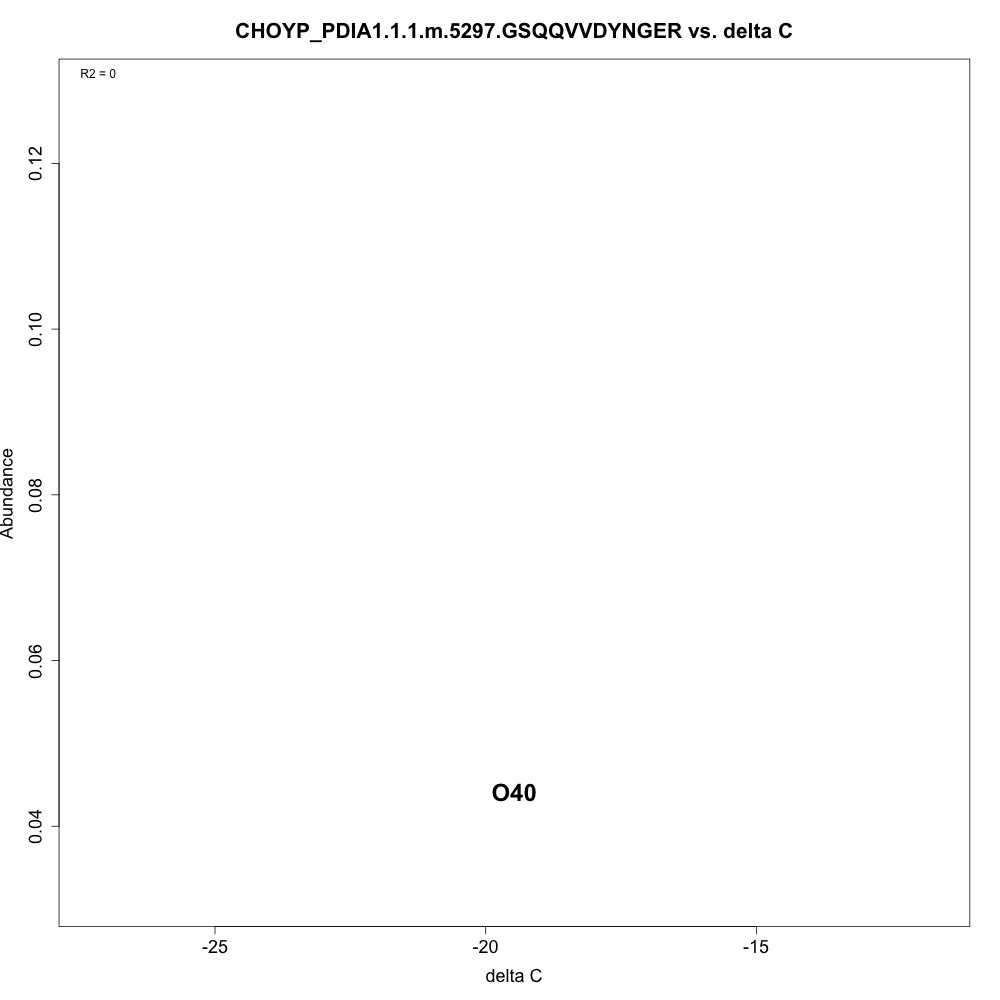 CHOYP_PDIA1.1.1.m.5297.GSQQVVDYNGER vs. delta C
R2 = 0
0.12
0.10
0.08
0.06
0.04
Abundance
O40
-25
-20
-15
delta C